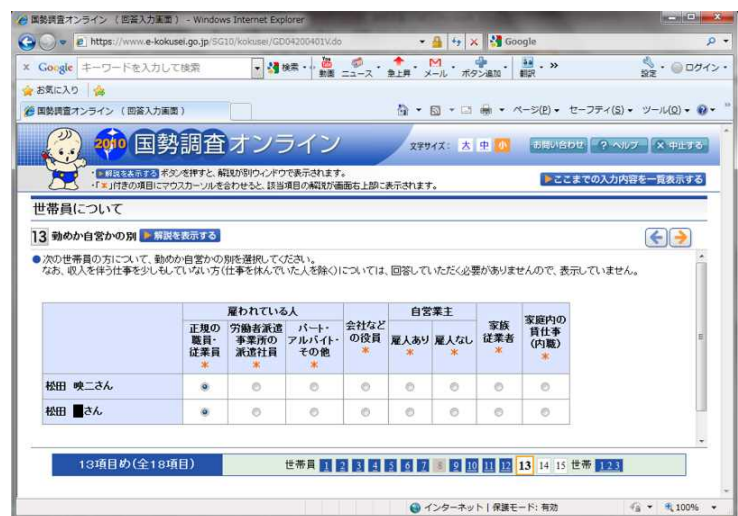 国勢調査オンライン （回答入力画面） - Windows Internet Explorer
https://www.e-kokusei.go.jp/SG10/kokusei/GD04200401V.do
Google
Google キーワードを入力して検索 検索 動画 ニュース 急上昇 メール ボタン追加 翻訳 » 設定 ログイン
お気に入り
国勢調査オンライン （回答入力画面） ページ(P) セーフティ(S) ツール(O)
2010 国勢調査オンライン 文字サイズ: 大 中 小 お問い合わせ ? ヘルプ × 中止する
・ 解説を表示する ボタンを押すと、解説が別ウィンドウで表示されます。
・「*」付きの項目にマウスカーソルを合わせると、該当項目の解説が画面右上部に表示されます。
ここまでの入力内容を一覧表示する
世帯員について
13 勤めか自営かの別 解説を表示する
●次の世帯員の方について、勤めか自営かの別を選択してください。
なお、収入を伴う仕事を少しもしていない方(仕事を休んでいた人を除く)については、回答していただく必要がありませんので、表示していません。
雇われている人 会社などの役員 * 自営業主 家族従業者 * 家庭内の賃仕事(内職) *
正規の職員・従業員 * 労働者派遣事業所の派遣社員 * パート・アルバイト・その他 * 雇人あり * 雇人なし *
松田 映二さん
松田 さん
13項目め(全18項目) 世帯員 1 2 3 4 5 6 7 8 9 10 11 12 13 14 15 世帯 1 2 3
インターネット | 保護モード: 有効 100%